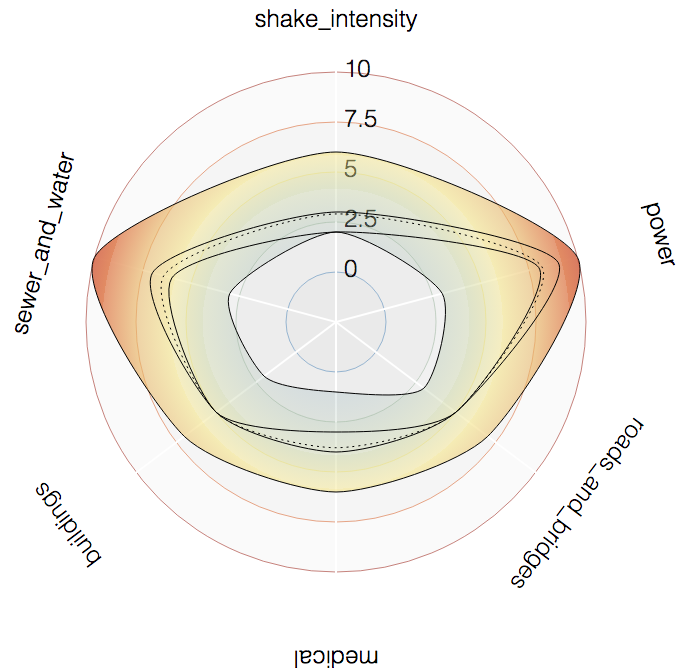 shake_intensity
10
7.5
5
2.5
0
power
roads_and_bridges
medical
buildings
sewer_and_water